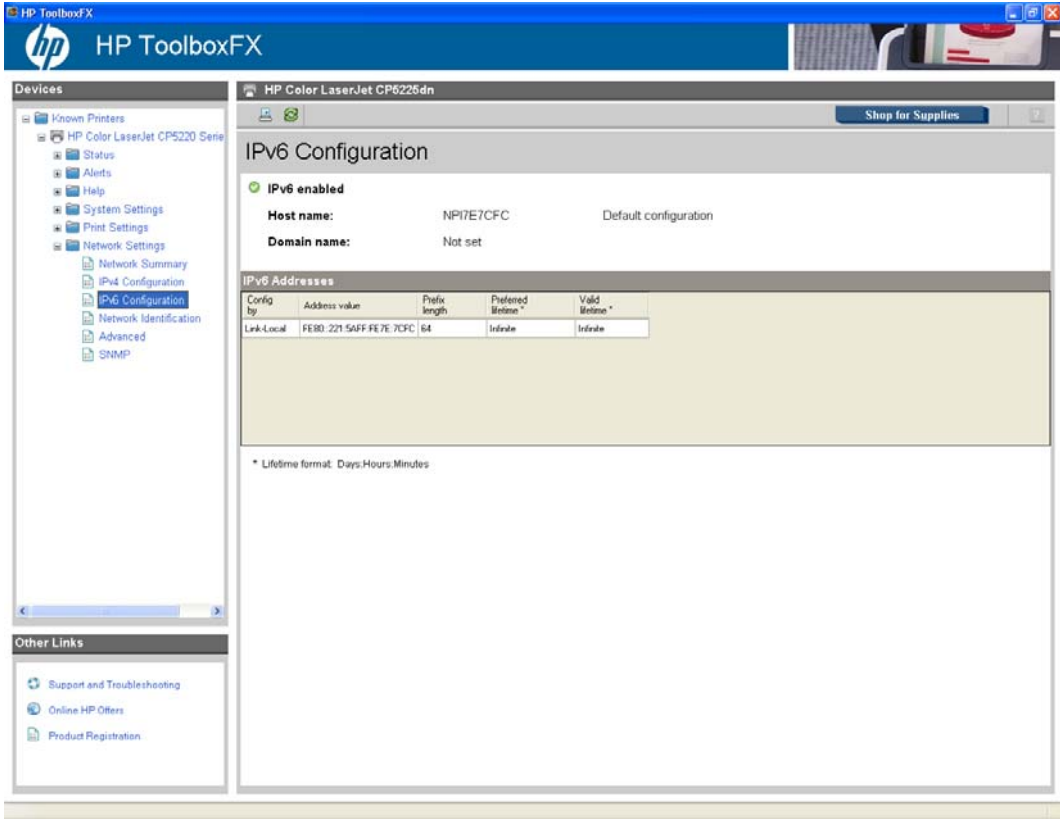 HP ToolboxFX
hp HP ToolboxFX
Devices
Known Printers
HP Color LaserJet CP5220 Serie
Status
Alerts
Help
System Settings
Print Settings
Network Settings
Network Summary
IPv4 Configuration
IPv6 Configuration
Network Identification
Advanced
SNMP
Other Links
Support and Troubleshooting
Online HP Offers
Product Registration
HP Color LaserJet CP5225dn
Shop for Supplies
?
IPv6 Configuration
IPv6 enabled
Host name: NPI7E7CFC Default configuration
Domain name: Not set
IPv6 Addresses
Config by Address value Prefix length Preferred lifetime * Valid lifetime *
Link-Local FE80::221:5AFF:FE7E:7CFC 64 Infinite Infinite
* Lifetime format: Days:Hours:Minutes